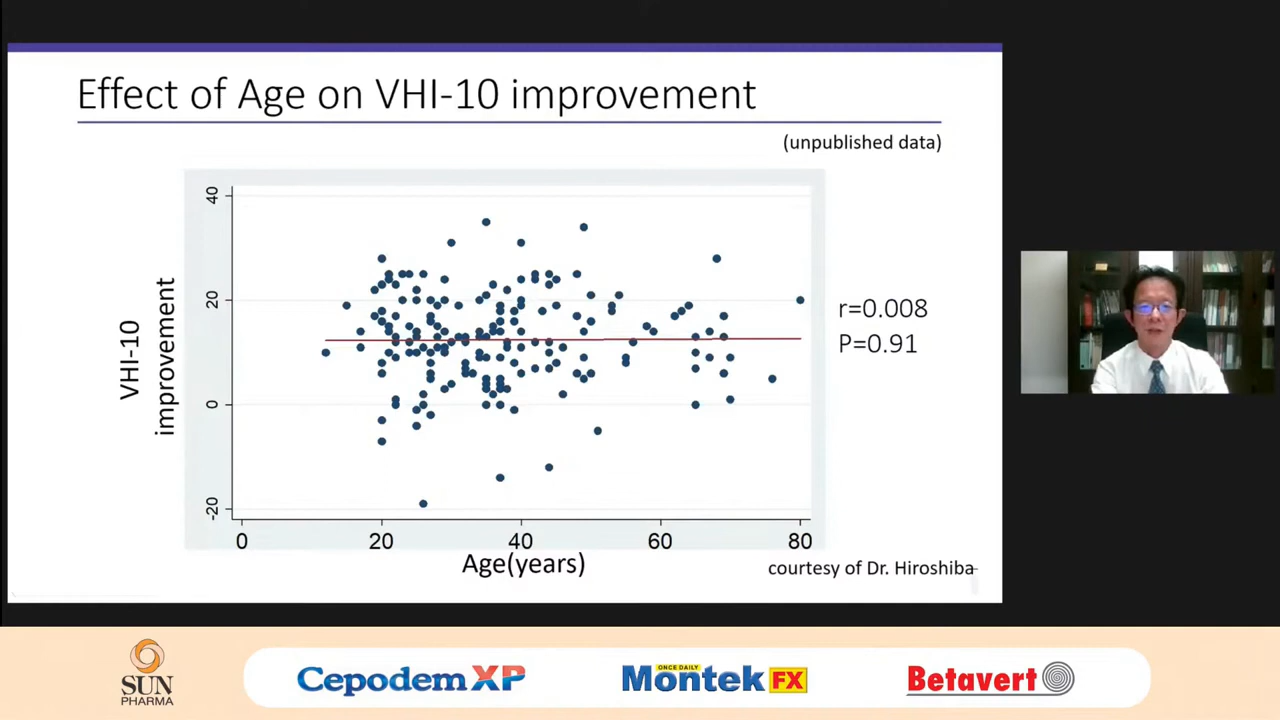 Effect of Age on VHI-10 improvement
(unpublished data)
40
20
0
-20
VHI-10
improvement
r=0.008
P=0.91
0 20 40 60 80
Age(years)
courtesy of Dr. Hiroshiba
SUN
PHARMA
Cepodem XP
ONCE DAILY
Montek FX
Betavert